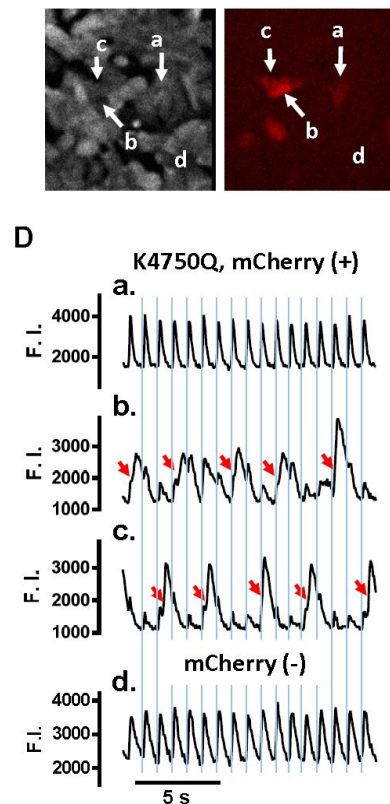 c a
b
d
c a
b
d
D
K4750Q, mCherry (+)
a.
F. I.
4000
2000
b.
F. I.
3000
2000
1000
c.
F. I.
3000
2000
1000
mCherry (-)
d.
F.I.
4000
3000
2000
5 s